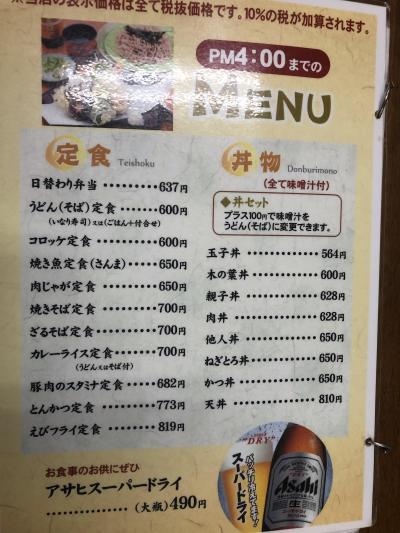 表示価格は全て税抜価格です。10%の税が加算されます。
PM4:00までの
MENU
定食 Teishoku
日替わり弁当 ………… 637円
うどん(そば)定食 …… 600円
(いなり寿司)又は(ごはん+付合せ)
コロッケ定食 ………… 600円
焼き魚定食(さんま) … 650円
肉じゃが定食 ………… 650円
焼きそば定食 ………… 700円
ざるそば定食 ………… 700円
カレーライス定食 …… 700円
(うどん又はそば付)
豚肉のスタミナ定食 … 682円
とんかつ定食 ………… 773円
えびフライ定食 ……… 819円
お食事のお供にぜひ
アサヒスーパードライ
…………… (大瓶) 490円
丼物 Donburimono
(全て味噌汁付)
◆丼セット
プラス100円で味噌汁を
うどん(そば)に変更できます。
玉子丼 ………… 564円
木の葉丼 ……… 600円
親子丼 ………… 628円
肉丼 …………… 628円
他人丼 ………… 650円
ねぎとろ丼 …… 650円
かつ丼 ………… 650円
天丼 …………… 810円
"DRY"
スーパードライ
Asahi
生